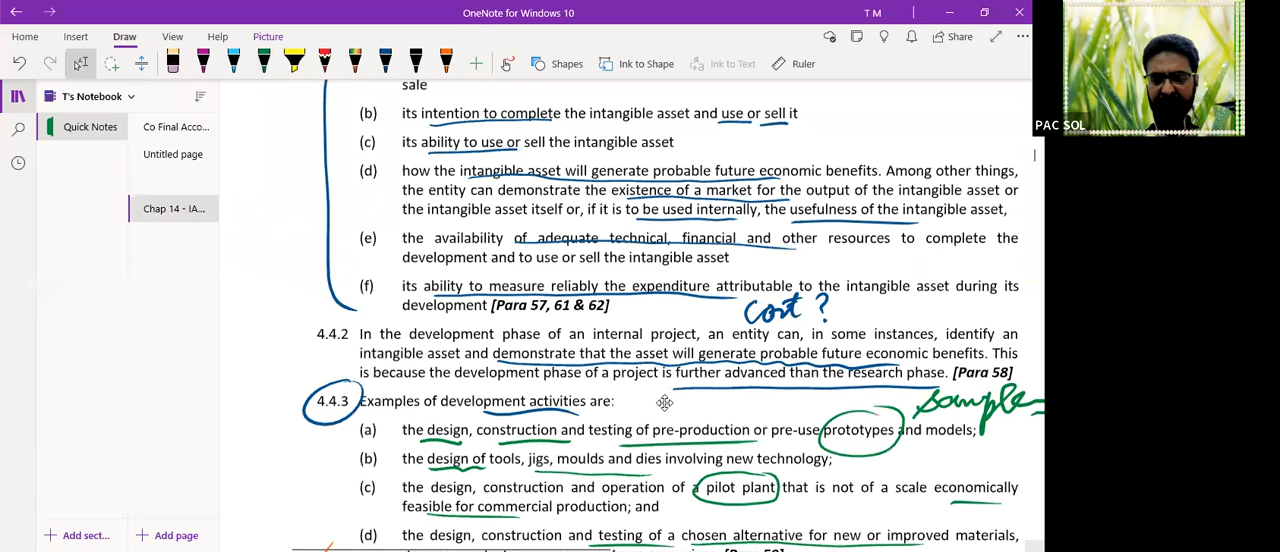 OneNote for Windows 10
T M
Home Insert Draw View Help Picture
Share
Shapes Ink to Shape Ink to Text Ruler
T's Notebook
Quick Notes
Co Final Acco...
Untitled page
Chap 14 - IA...
Add sect...
Add page
sale
(b) its intention to complete the intangible asset and use or sell it
(c) its ability to use or sell the intangible asset
(d) how the intangible asset will generate probable future economic benefits. Among other things,
the entity can demonstrate the existence of a market for the output of the intangible asset or
the intangible asset itself or, if it is to be used internally, the usefulness of the intangible asset,
(e) the availability of adequate technical, financial and other resources to complete the
development and to use or sell the intangible asset
(f) its ability to measure reliably the expenditure attributable to the intangible asset during its
development [Para 57, 61 & 62]
cost ?
4.4.2 In the development phase of an internal project, an entity can, in some instances, identify an
intangible asset and demonstrate that the asset will generate probable future economic benefits. This
is because the development phase of a project is further advanced than the research phase. [Para 58]
4.4.3 Examples of development activities are:
sample
(a) the design, construction and testing of pre-production or pre-use prototypes and models;
(b) the design of tools, jigs, moulds and dies involving new technology;
(c) the design, construction and operation of a pilot plant that is not of a scale economically
feasible for commercial production; and
(d) the design, construction and testing of a chosen alternative for new or improved materials,
PAC SOL